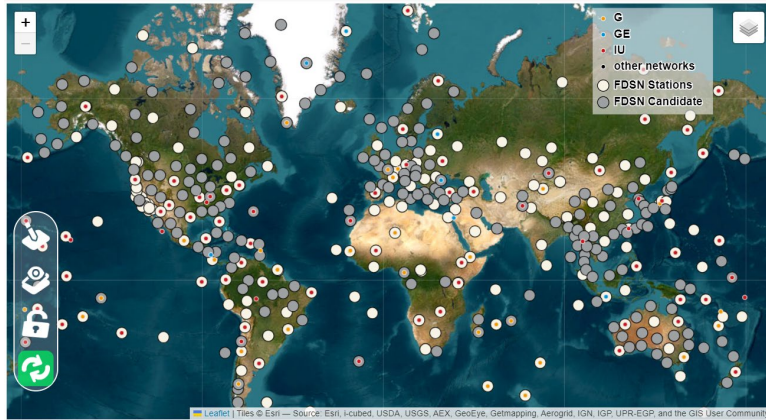 +
G
−
GE
IU
other networks
FDSN Stations
FDSN Candidate
Leaflet | Tiles © Esri — Source: Esri, i-cubed, USDA, USGS, AEX, GeoEye, Getmapping, Aerogrid, IGN, IGP, UPR-EGP, and the GIS User Community